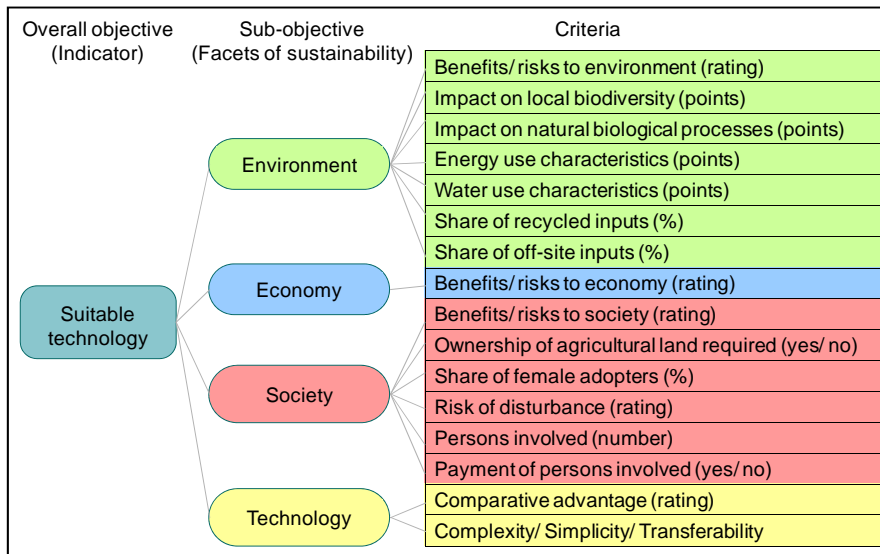 Overall objective
(Indicator)
Sub-objective
(Facets of sustainability)
Criteria
Suitable
technology
Environment
Benefits/ risks to environment (rating)
Impact on local biodiversity (points)
Impact on natural biological processes (points)
Energy use characteristics (points)
Water use characteristics (points)
Share of recycled inputs (%)
Share of off-site inputs (%)
Economy
Benefits/ risks to economy (rating)
Society
Benefits/ risks to society (rating)
Ownership of agricultural land required (yes/ no)
Share of female adopters (%)
Risk of disturbance (rating)
Persons involved (number)
Payment of persons involved (yes/ no)
Technology
Comparative advantage (rating)
Complexity/ Simplicity/ Transferability